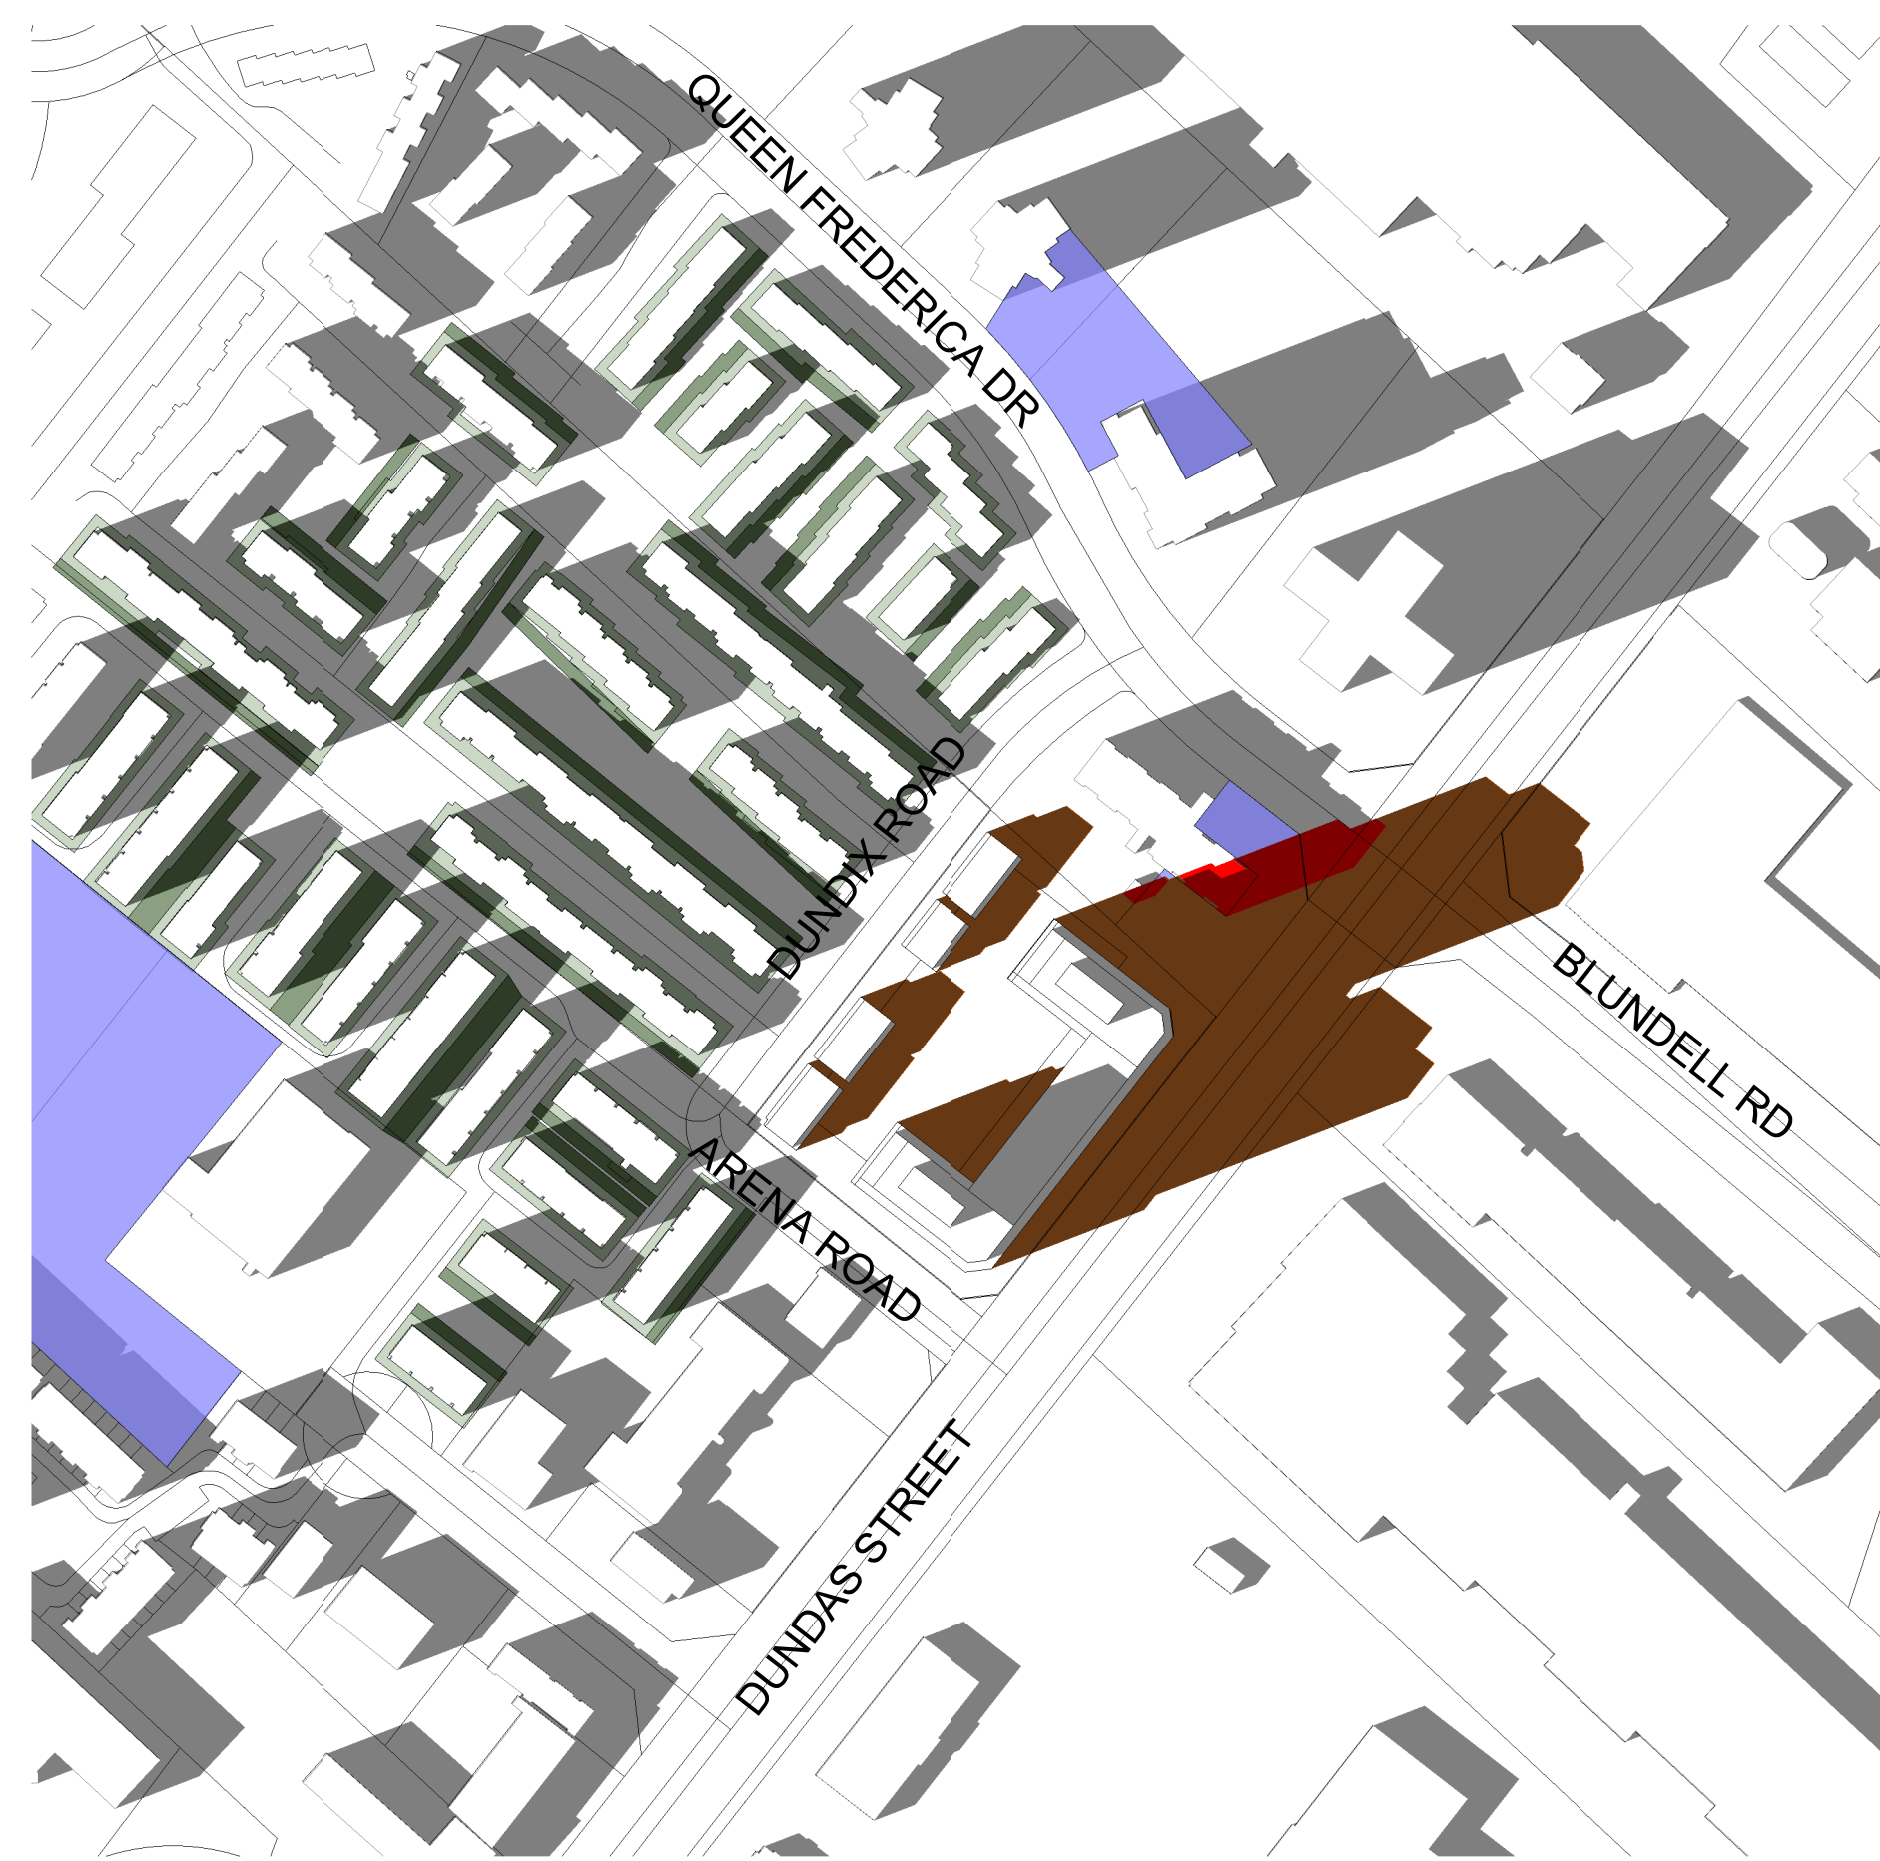 QUEEN FREDERICA DR
DUNDIX ROAD
BLUNDELL RD
ARENA ROAD
DUNDAS STREET